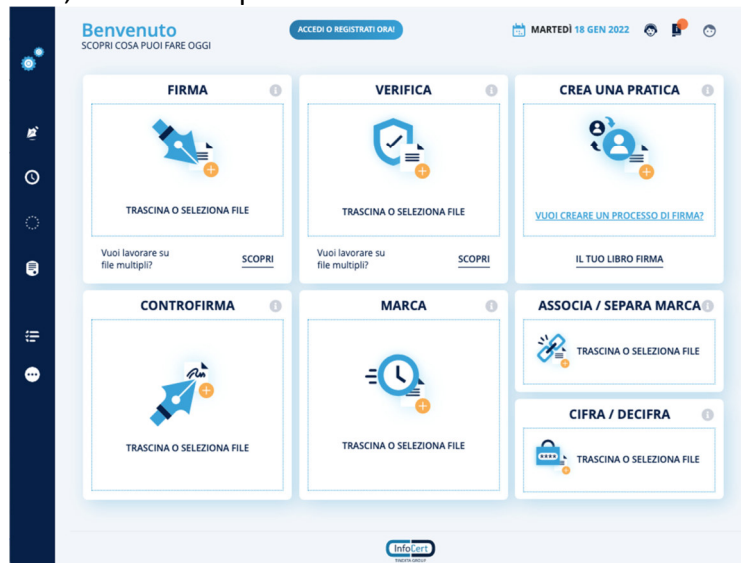 Benvenuto
SCOPRI COSA PUOI FARE OGGI
ACCEDI O REGISTRATI ORA!
MARTEDÌ 18 GEN 2022
FIRMA
TRASCINA O SELEZIONA FILE
Vuoi lavorare su
file multipli?
SCOPRI
VERIFICA
TRASCINA O SELEZIONA FILE
Vuoi lavorare su
file multipli?
SCOPRI
CREA UNA PRATICA
VUOI CREARE UN PROCESSO DI FIRMA?
IL TUO LIBRO FIRMA
CONTROFIRMA
TRASCINA O SELEZIONA FILE
MARCA
TRASCINA O SELEZIONA FILE
ASSOCIA / SEPARA MARCA
TRASCINA O SELEZIONA FILE
CIFRA / DECIFRA
TRASCINA O SELEZIONA FILE
InfoCert
TINEXTA GROUP